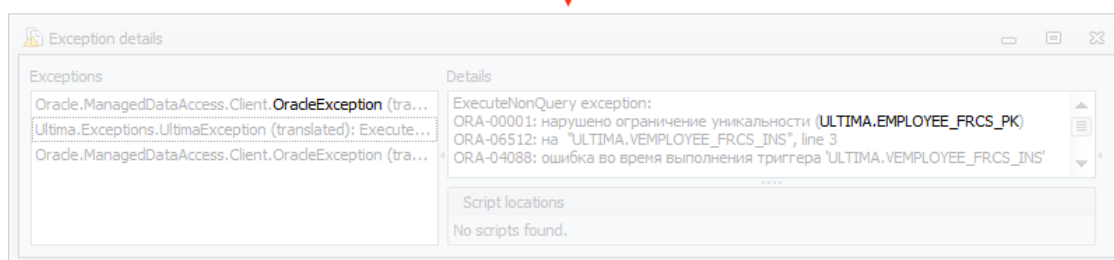 Exception details
Exceptions
Details
Oracle.ManagedDataAccess.Client.OracleException (tra...
Ultima.Exceptions.UltimaException (translated): Execute...
Oracle.ManagedDataAccess.Client.OracleException (tra...
ExecuteNonQuery exception:
ORA-00001: нарушено ограничение уникальности (ULTIMA.EMPLOYEE_FRCS_PK)
ORA-06512: на "ULTIMA.VEMPLOYEE_FRCS_INS", line 3
ORA-04088: ошибка во время выполнения триггера 'ULTIMA.VEMPLOYEE_FRCS_INS'
Script locations
No scripts found.